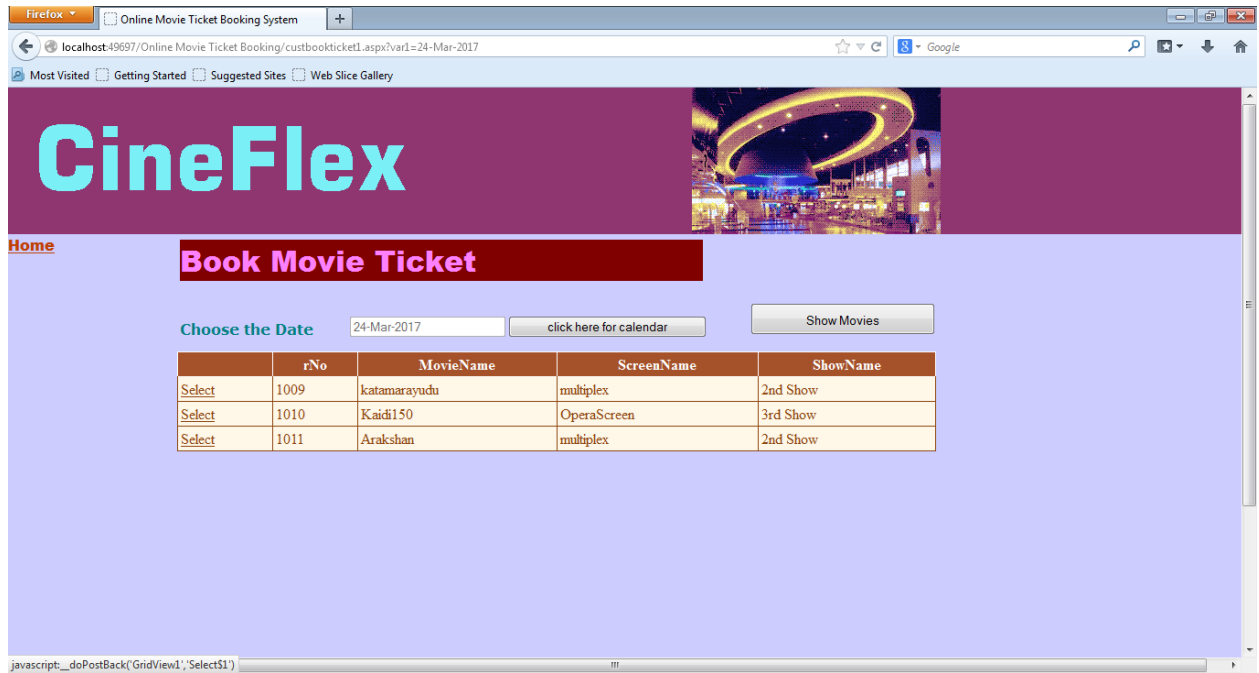 Firefox
Online Movie Ticket Booking System
localhost:49697/Online Movie Ticket Booking/custbookticket1.aspx?var1=24-Mar-2017
Google
Most Visited Getting Started Suggested Sites Web Slice Gallery
CineFlex
Home
Book Movie Ticket
Choose the Date 24-Mar-2017 click here for calendar Show Movies
rNo MovieName ScreenName ShowName
Select 1009 katamarayudu multiplex 2nd Show
Select 1010 Kaidi150 OperaScreen 3rd Show
Select 1011 Arakshan multiplex 2nd Show
javascript:__doPostBack('GridView1','Select$1')